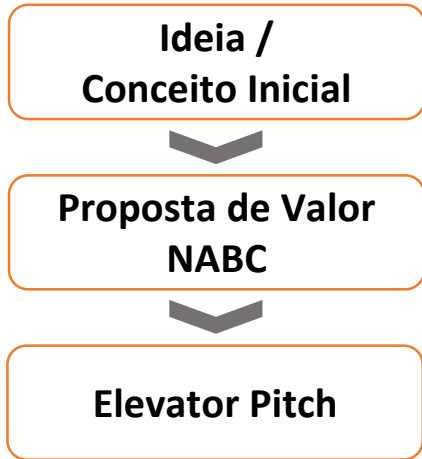 Ideia /
Conceito Inicial
Proposta de Valor
NABC
Elevator Pitch